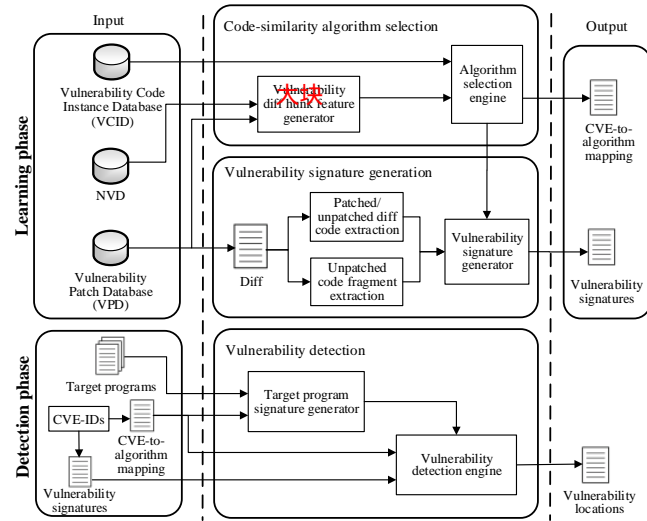 Input
Code-similarity algorithm selection
Output
Learning phase
Vulnerability Code
Instance Database
(VCID)
NVD
Vulnerability
Patch Database
(VPD)
Vulnerability
diff hunk feature
generator
大块
Algorithm
selection
engine
CVE-to-
algorithm
mapping
Vulnerability signature generation
Diff
Patched/
unpatched diff
code extraction
Unpatched
code fragment
extraction
Vulnerability
signature
generator
Vulnerability
signatures
Detection phase
Target programs
CVE-IDs
CVE-to-
algorithm
mapping
Vulnerability
signatures
Vulnerability detection
Target program
signature generator
Vulnerability
detection engine
Vulnerability
locations